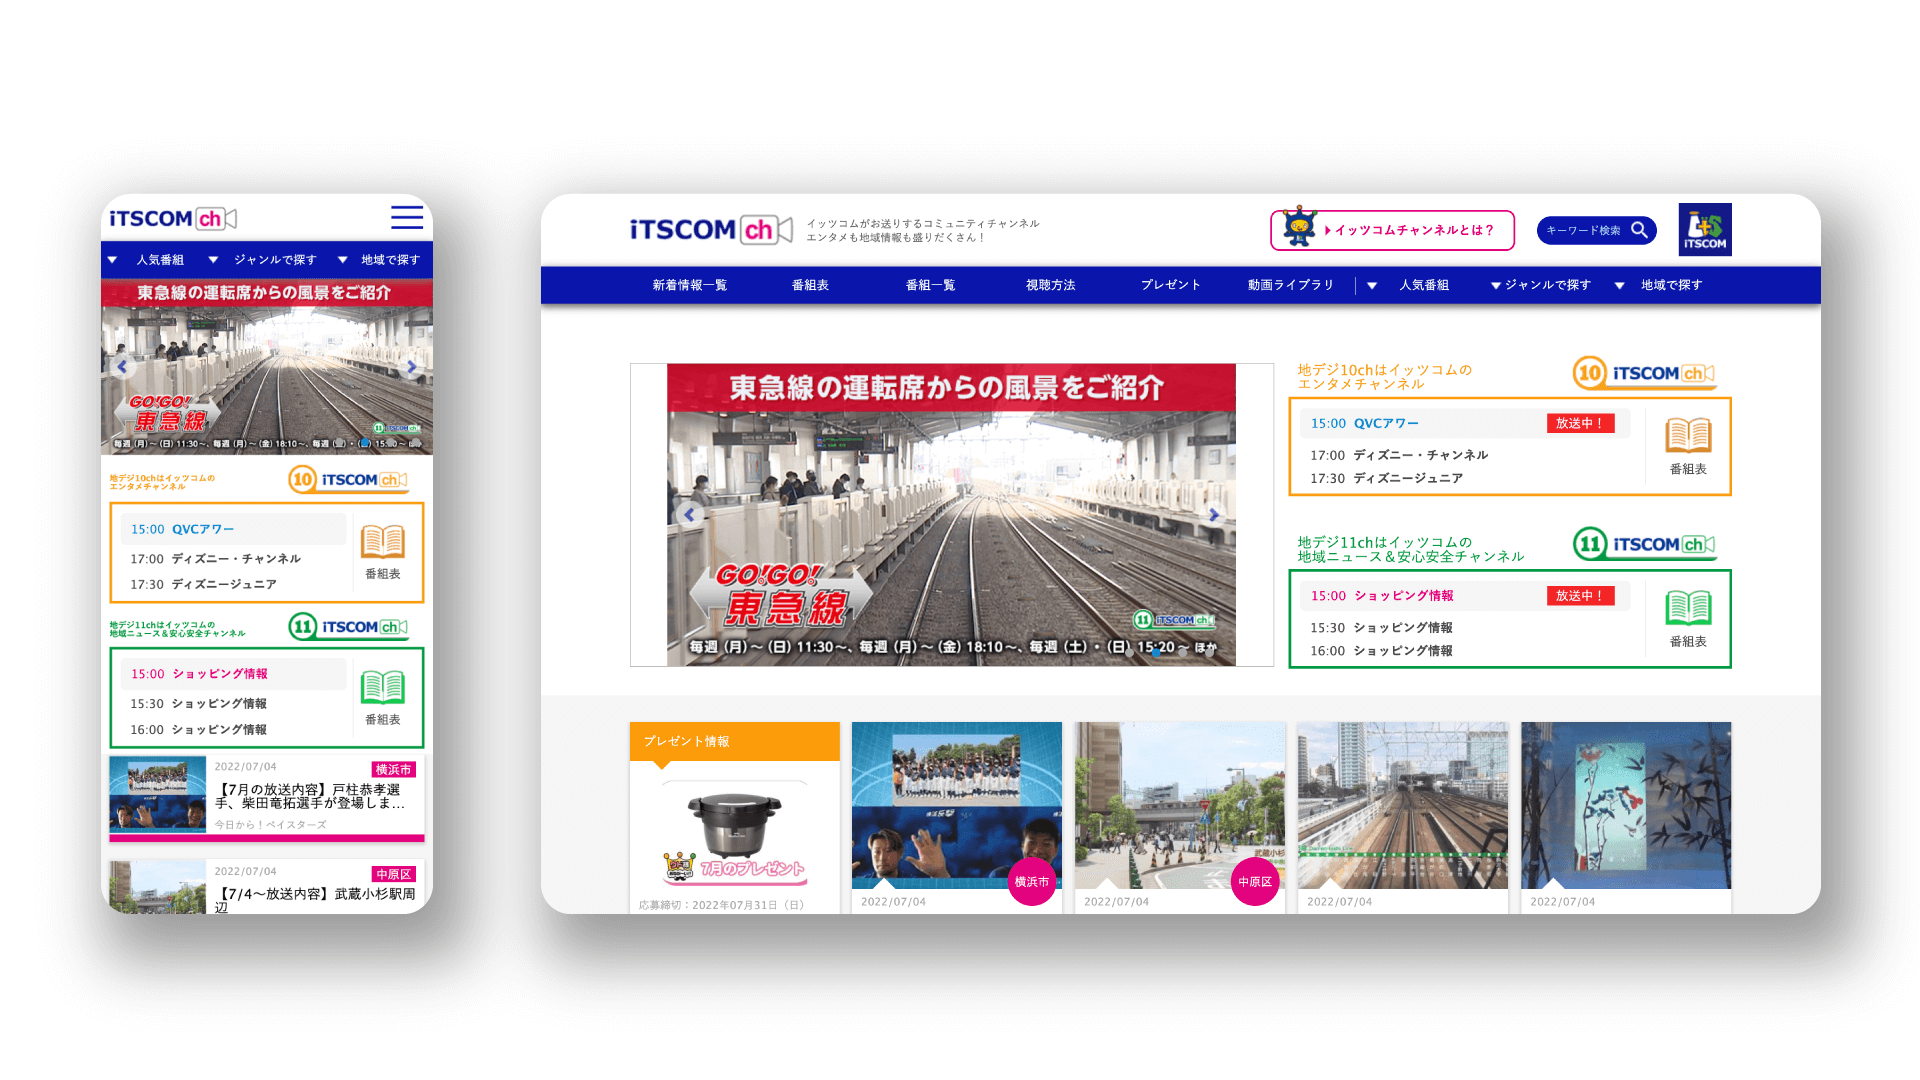 iTSCOM ch
人気番組
ジャンルで探す
地域で探す
東急線の運転席からの風景をご紹介
GO!GO!
東急線
11 iTSCOM ch
毎週 (月)～(日) 11:30～、毎週 (月)～(金) 18:10～、毎週(土)・(日) 15:20～ ほか
地デジ10chはイッツコムの
エンタメチャンネル
10 iTSCOM ch
15:00 QVCアワー
17:00 ディズニー・チャンネル
17:30 ディズニージュニア
番組表
地デジ11chはイッツコムの
地域ニュース＆安心安全チャンネル
11 iTSCOM ch
15:00 ショッピング情報
15:30 ショッピング情報
16:00 ショッピング情報
番組表
2022/07/04
横浜市
【7月の放送内容】戸柱恭孝選
手、柴田竜拓選手が登場しま…
今日から！ベイスターズ
2022/07/04
中原区
【7/4～放送内容】武蔵小杉駅周
辺
iTSCOM ch
イッツコムがお送りするコミュニティチャンネル
エンタメも地域情報も盛りだくさん！
イッツコムチャンネルとは？
キーワード検索
iTSCOM
新着情報一覧
番組表
番組一覧
視聴方法
プレゼント
動画ライブラリ
人気番組
ジャンルで探す
地域で探す
東急線の運転席からの風景をご紹介
GO!GO!
東急線
11 iTSCOM ch
毎週 (月)～(日) 11:30～、毎週 (月)～(金) 18:10～、毎週 (土)・(日) 15:20～ ほか
地デジ10chはイッツコムの
エンタメチャンネル
10 iTSCOM ch
15:00 QVCアワー 放送中！
17:00 ディズニー・チャンネル
17:30 ディズニージュニア
番組表
地デジ11chはイッツコムの
地域ニュース＆安心安全チャンネル
11 iTSCOM ch
15:00 ショッピング情報 放送中！
15:30 ショッピング情報
16:00 ショッピング情報
番組表
プレゼント情報
7月のプレゼント
応募締切：2022年07月31日（日）
横浜市
2022/07/04
武蔵小杉
中原区
2022/07/04
2022/07/04
2022/07/04